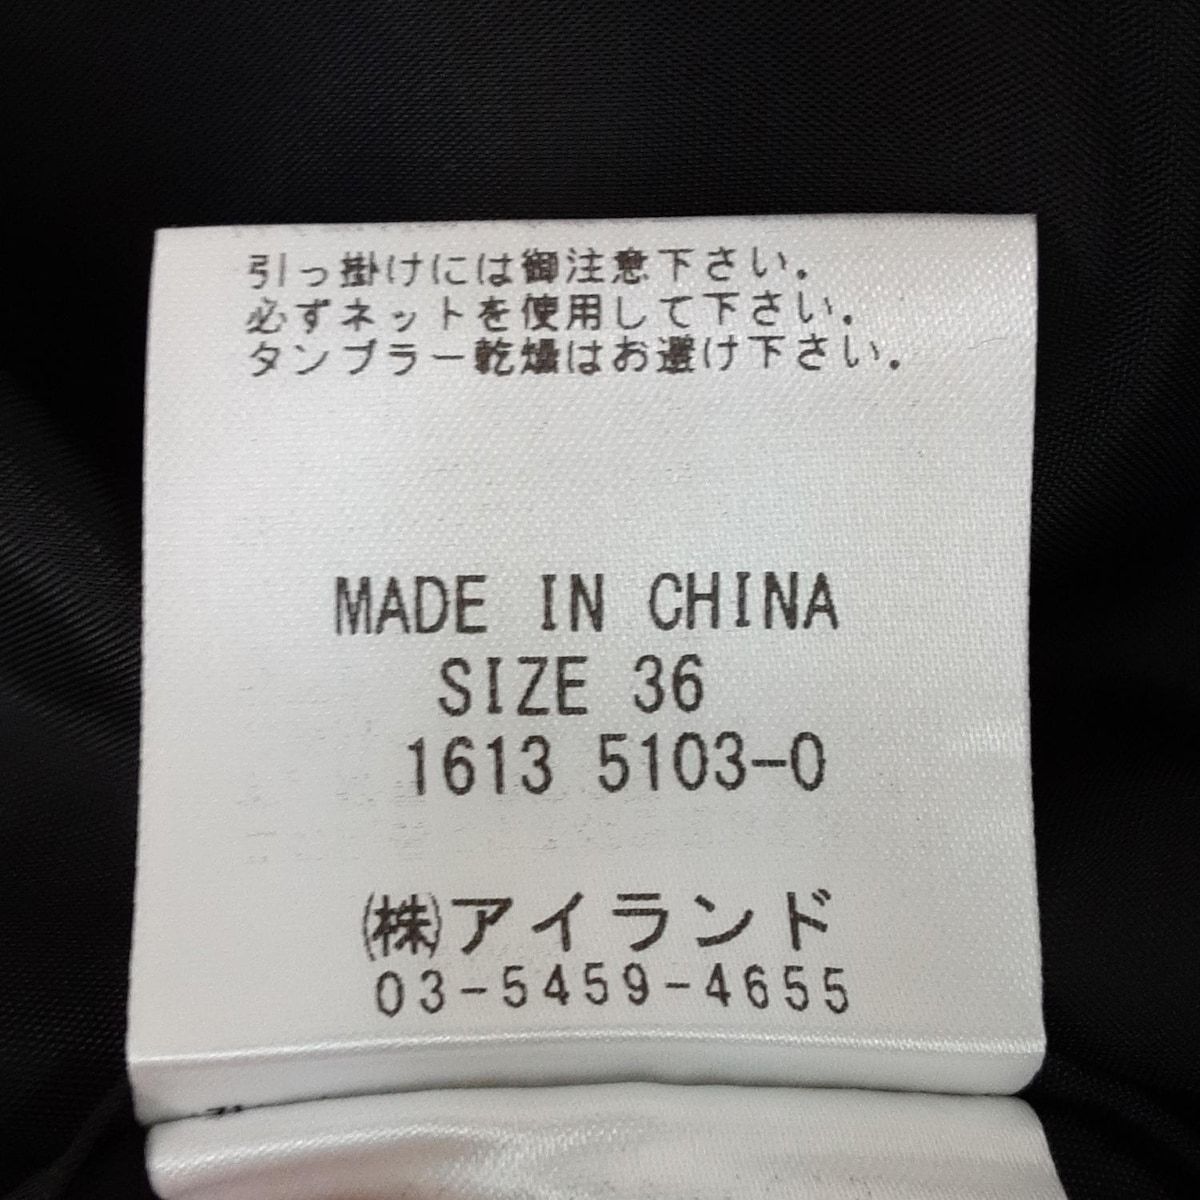 引っ掛けには御注意下さい.
必ずネットを使用して下さい.
タンブラー乾燥はお避け下さい.
MADE IN CHINA
SIZE 36
1613 5103-0
㈱アイランド
03-5459-4655